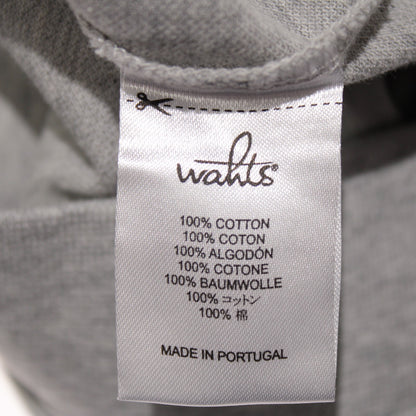 wahts®
100% COTTON
100% COTON
100% ALGODÓN
100% COTONE
100% BAUMWOLLE
100% コットン
100% 棉
MADE IN PORTUGAL